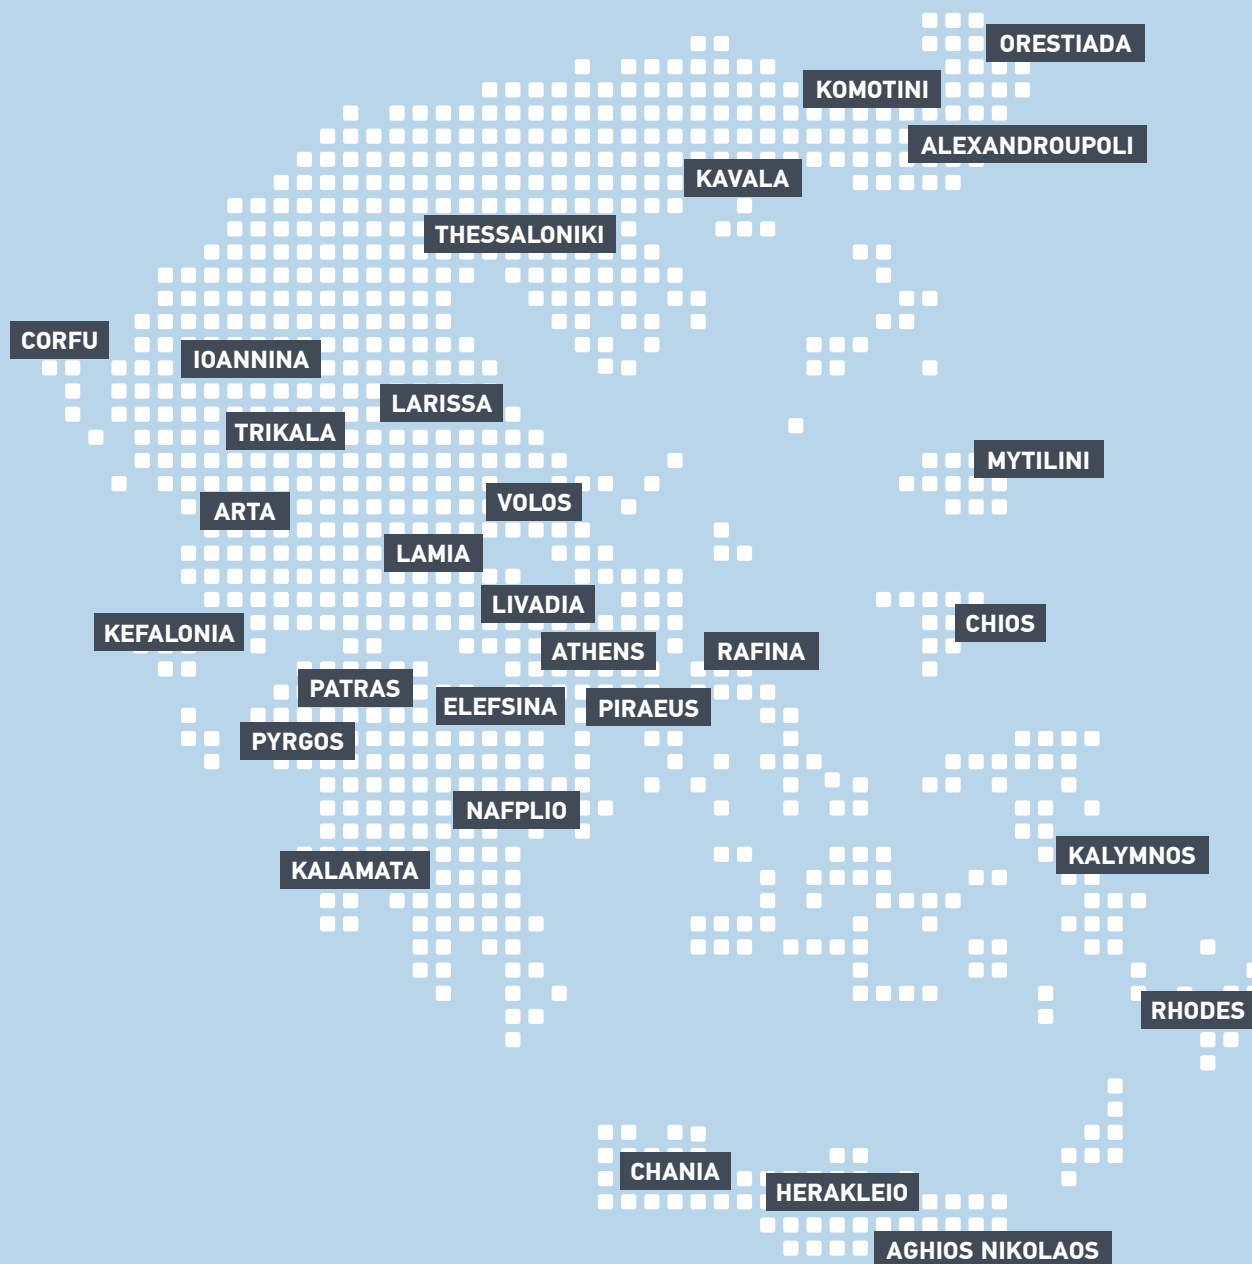 ORESTIADA
KOMOTINI
ALEXANDROUPOLI
KAVALA
THESSALONIKI
CORFU
IOANNINA
LARISSA
TRIKALA
MYTILINI
VOLOS
ARTA
LAMIA
LIVADIA
CHIOS
KEFALONIA
ATHENS
RAFINA
PATRAS
ELEFSINA
PIRAEUS
PYRGOS
NAFPLIO
KALYMNOS
KALAMATA
RHODES
CHANIA
HERAKLEIO
AGHIOS NIKOLAOS